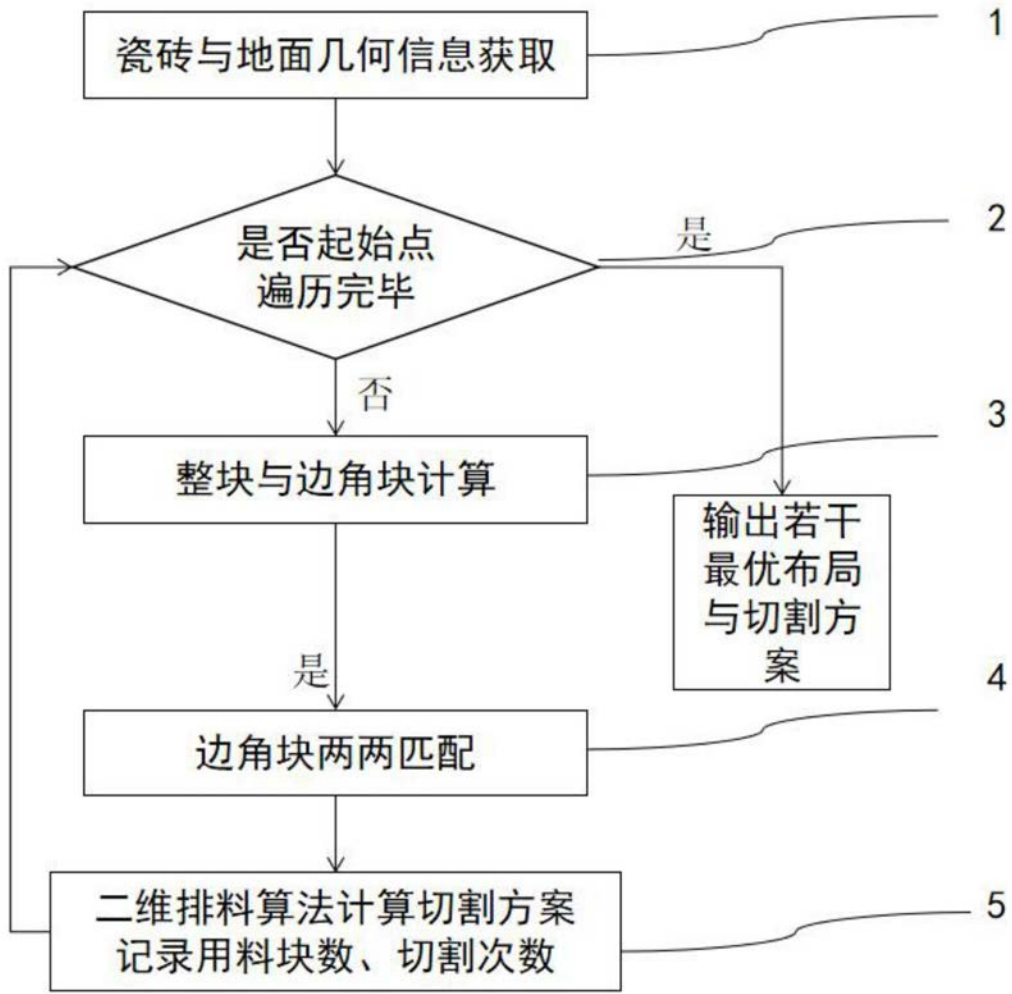 瓷砖与地面几何信息获取
1
是否起始点
遍历完毕
是
2
否
整块与边角块计算
3
输出若干
最优布局
与切割方
案
是
边角块两两匹配
4
二维排料算法计算切割方案
记录用料块数、切割次数
5